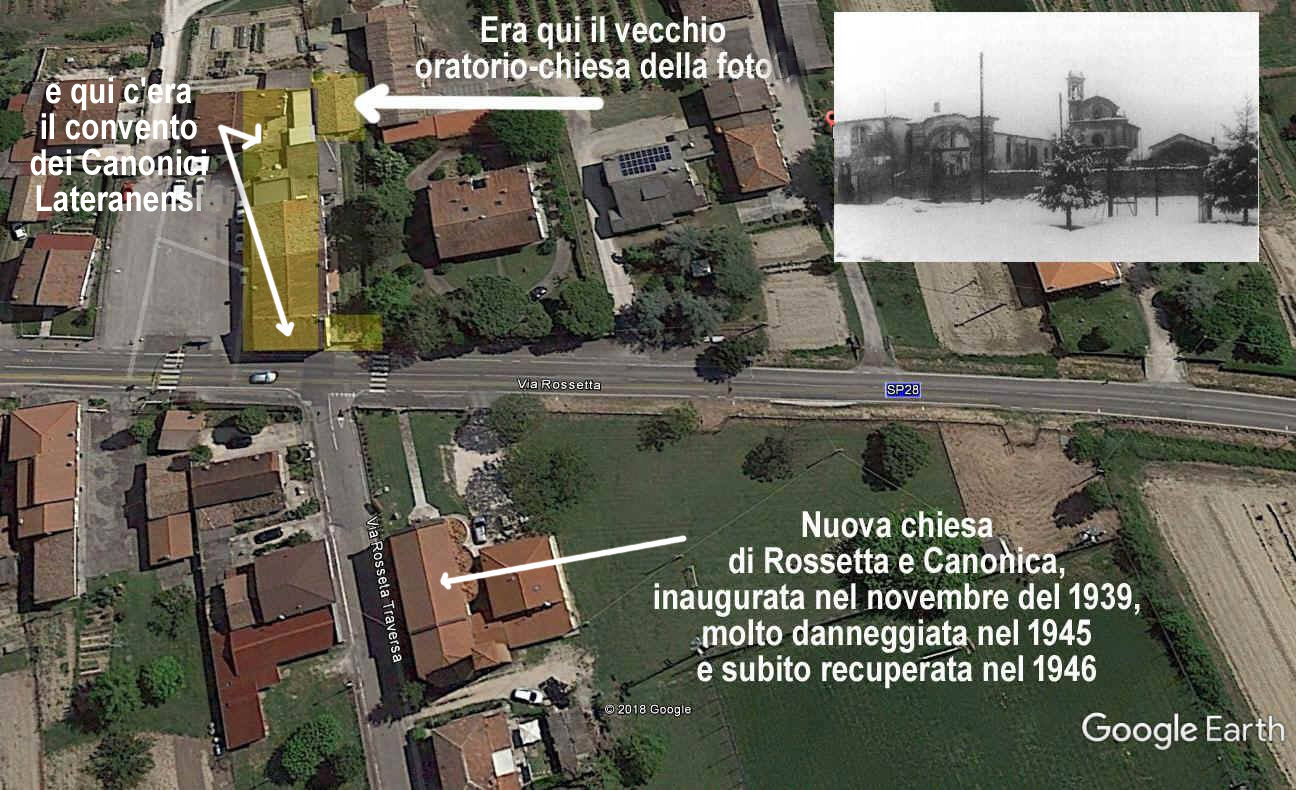 Era qui il vecchio
oratorio-chiesa della foto
e qui c'era
il convento
dei Canonici
Lateranensi
Via Rossetta
SP28
Via Rosseta Traversa
Nuova chiesa
di Rossetta e Canonica,
inaugurata nel novembre del 1939,
molto danneggiata nel 1945
e subito recuperata nel 1946
© 2018 Google
Google Earth